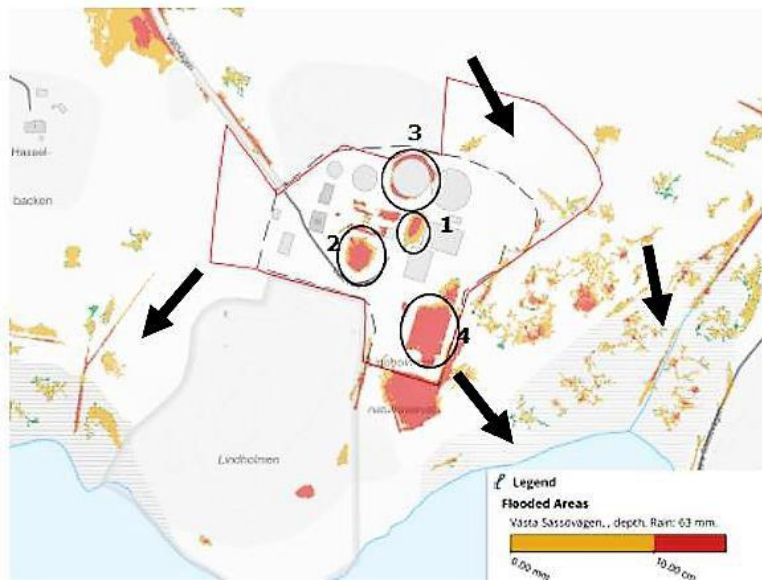 3
Hassel-
backen
1
2
4
Lindholmen
Legend
Flooded Areas
Västa Sässovägen, , depth. Rain: 63 mm.
0.00 mm
10.00 cm